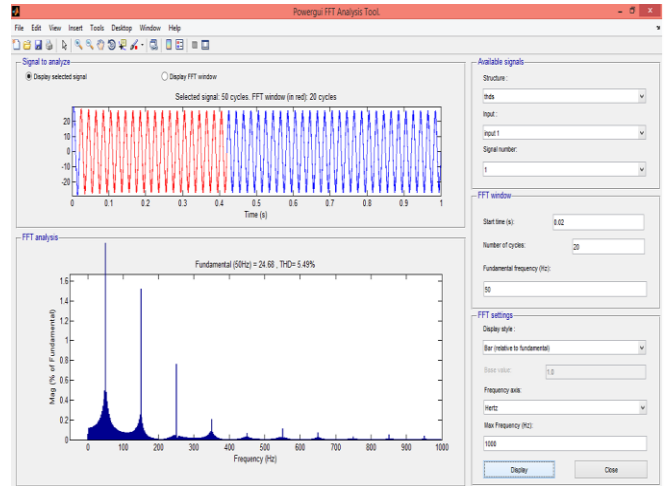 Powergui FFT Analysis Tool.
File Edit View Insert Tools Desktop Window Help
Signal to analyze
Display selected signal
Display FFT window
Selected signal: 50 cycles. FFT window (in red): 20 cycles
20
10
0
-10
-20
0 0.1 0.2 0.3 0.4 0.5 0.6 0.7 0.8 0.9 1
Time (s)
FFT analysis
Fundamental (50Hz) = 24.68 , THD= 5.49%
Mag (% of Fundamental)
1.6
1.4
1.2
1
0.8
0.6
0.4
0.2
0
0 100 200 300 400 500 600 700 800 900 1000
Frequency (Hz)
Available signals
Structure :
thds
Input :
input 1
Signal number:
1
FFT window
Start time (s): 0.02
Number of cycles: 20
Fundamental frequency (Hz):
50
FFT settings
Display style :
Bar (relative to fundamental)
Base value: 1.0
Frequency axis:
Hertz
Max Frequency (Hz):
1000
Display Close